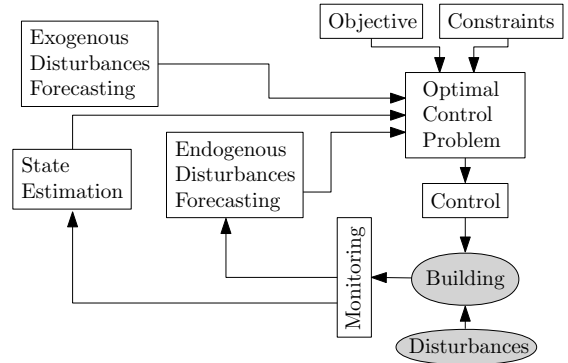 Objective
Constraints
Exogenous
Disturbances
Forecasting
Optimal
Control
Problem
State
Estimation
Endogenous
Disturbances
Forecasting
Control
Monitoring
Building
Disturbances